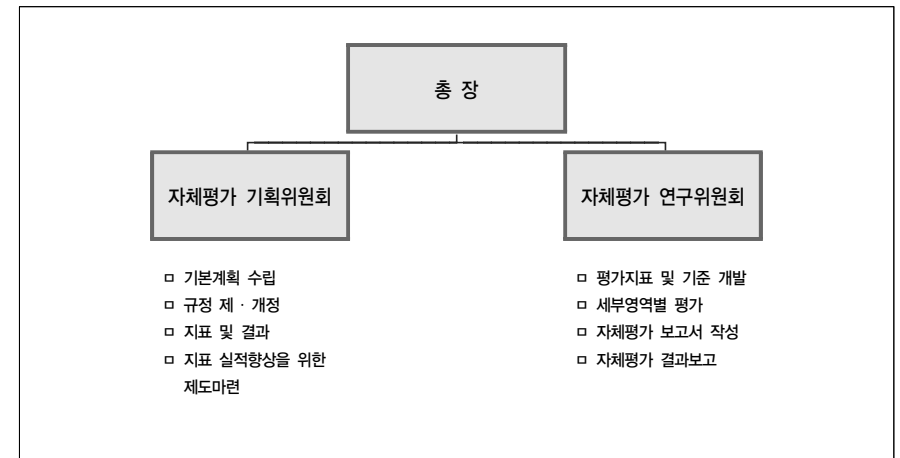 총 장
자체평가 기획위원회
자체평가 연구위원회
▫ 기본계획 수립
▫ 규정 제 · 개정
▫ 지표 및 결과
▫ 지표 실적향상을 위한
제도마련
▫ 평가지표 및 기준 개발
▫ 세부영역별 평가
▫ 자체평가 보고서 작성
▫ 자체평가 결과보고